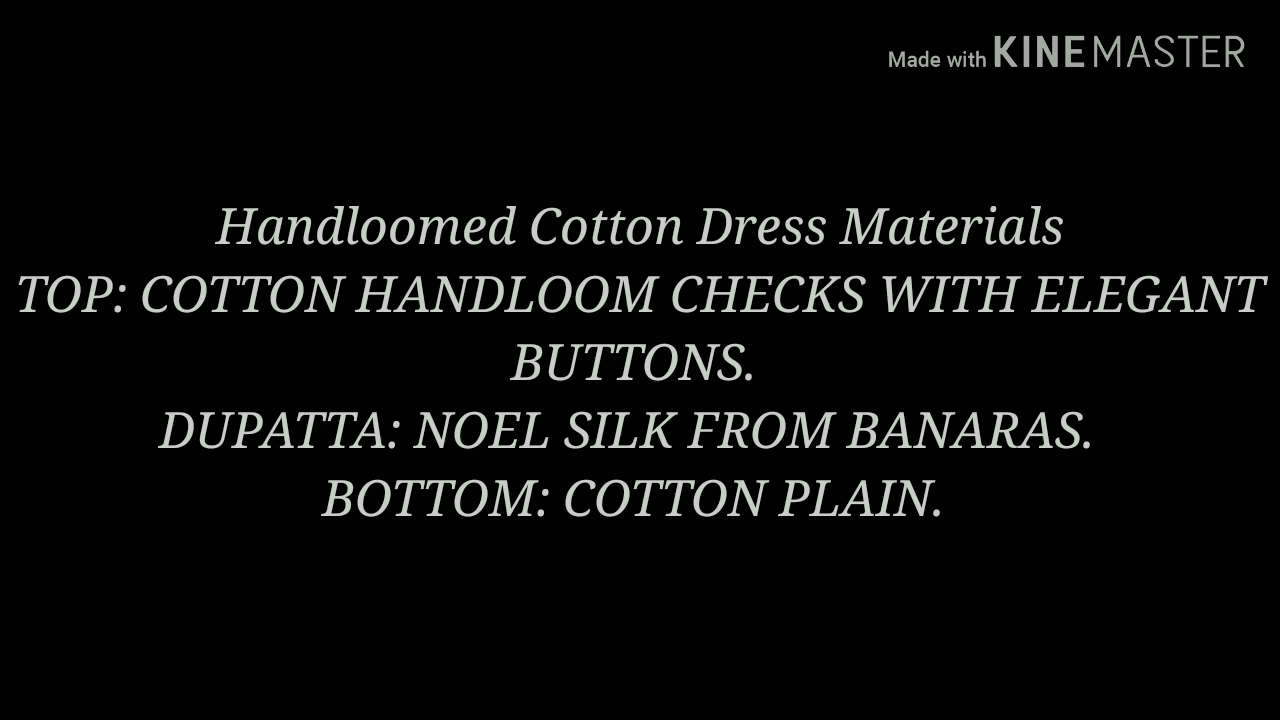 Made with KINEMASTER
Handloomed Cotton Dress Materials
TOP: COTTON HANDLOOM CHECKS WITH ELEGANT
BUTTONS.
DUPATTA: NOEL SILK FROM BANARAS.
BOTTOM: COTTON PLAIN.